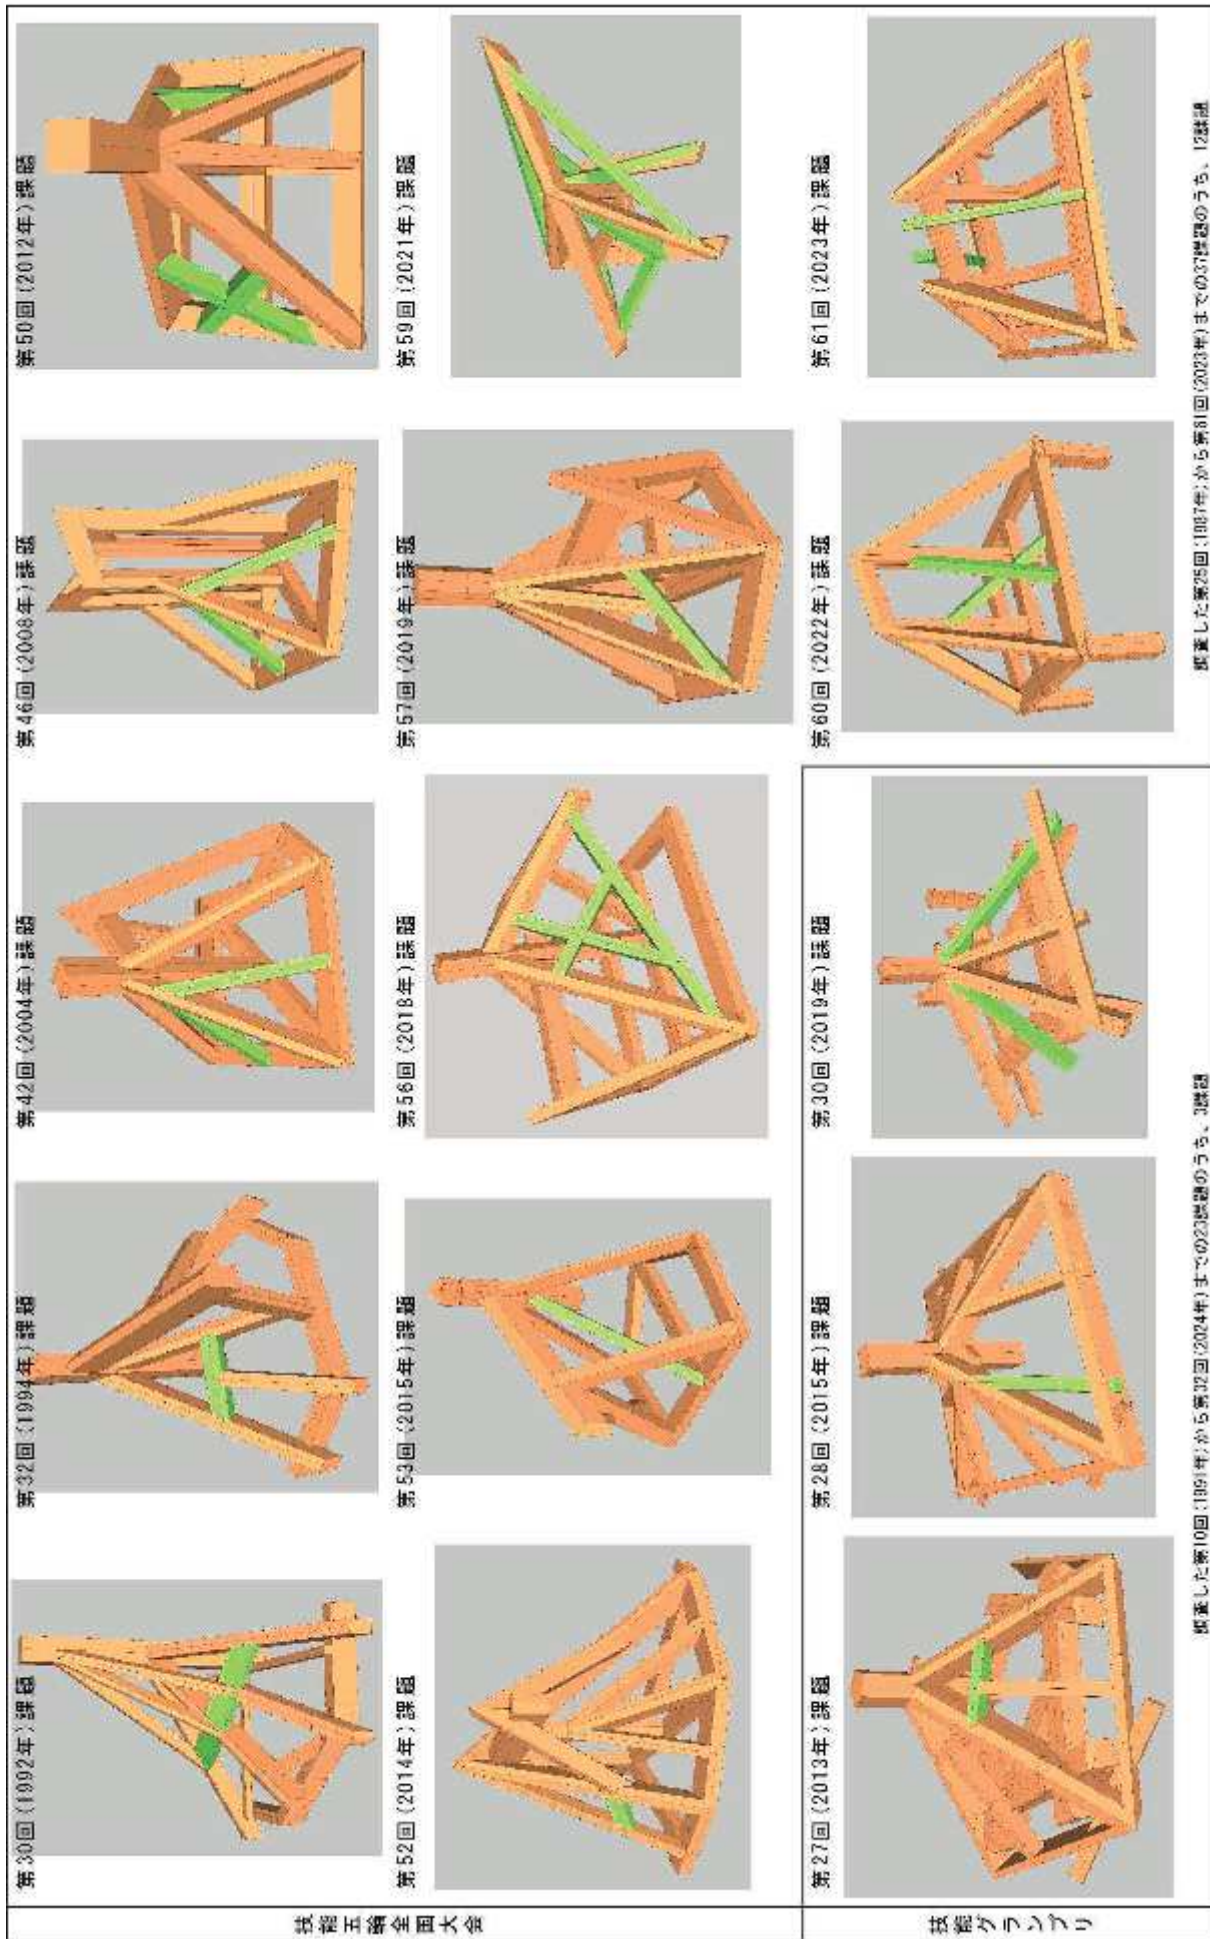 技能五輪全国大会
第30回(1992年)課題
第32回(1994年)課題
第42回(2004年)課題
第46回(2008年)課題
第50回(2012年)課題
第52回(2014年)課題
第53回(2015年)課題
第56回(2018年)課題
第57回(2019年)課題
第59回(2021年)課題
第60回(2022年)課題
第61回(2023年)課題
調査した第25回(1987年)から第61回(2023年)までの37課題のうち、12課題
技能グランプリ
第27回(2013年)課題
第28回(2015年)課題
第30回(2019年)課題
調査した第10回(1991年)から第32回(2024年)までの23課題のうち、3課題